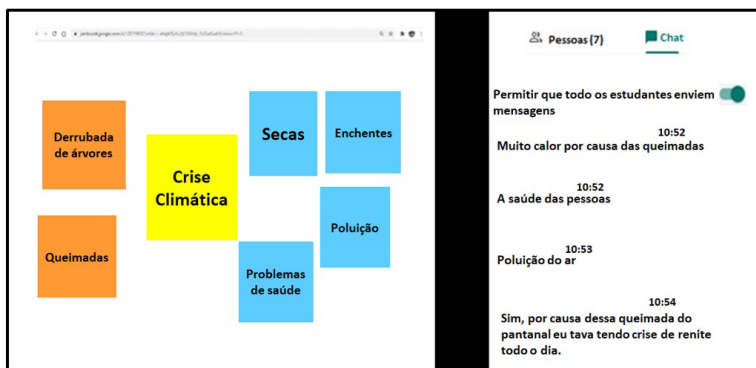 Derrubada
de árvores
Crise
Climática
Secas
Enchentes
Queimadas
Poluição
Problemas
de saúde
Pessoas (7)
Chat
Permitir que todo os estudantes enviem
mensagens
10:52
Muito calor por causa das queimadas
10:52
A saúde das pessoas
10:53
Poluição do ar
10:54
Sim, por causa dessa queimada do
pantanal eu tava tendo crise de renite
todo o dia.